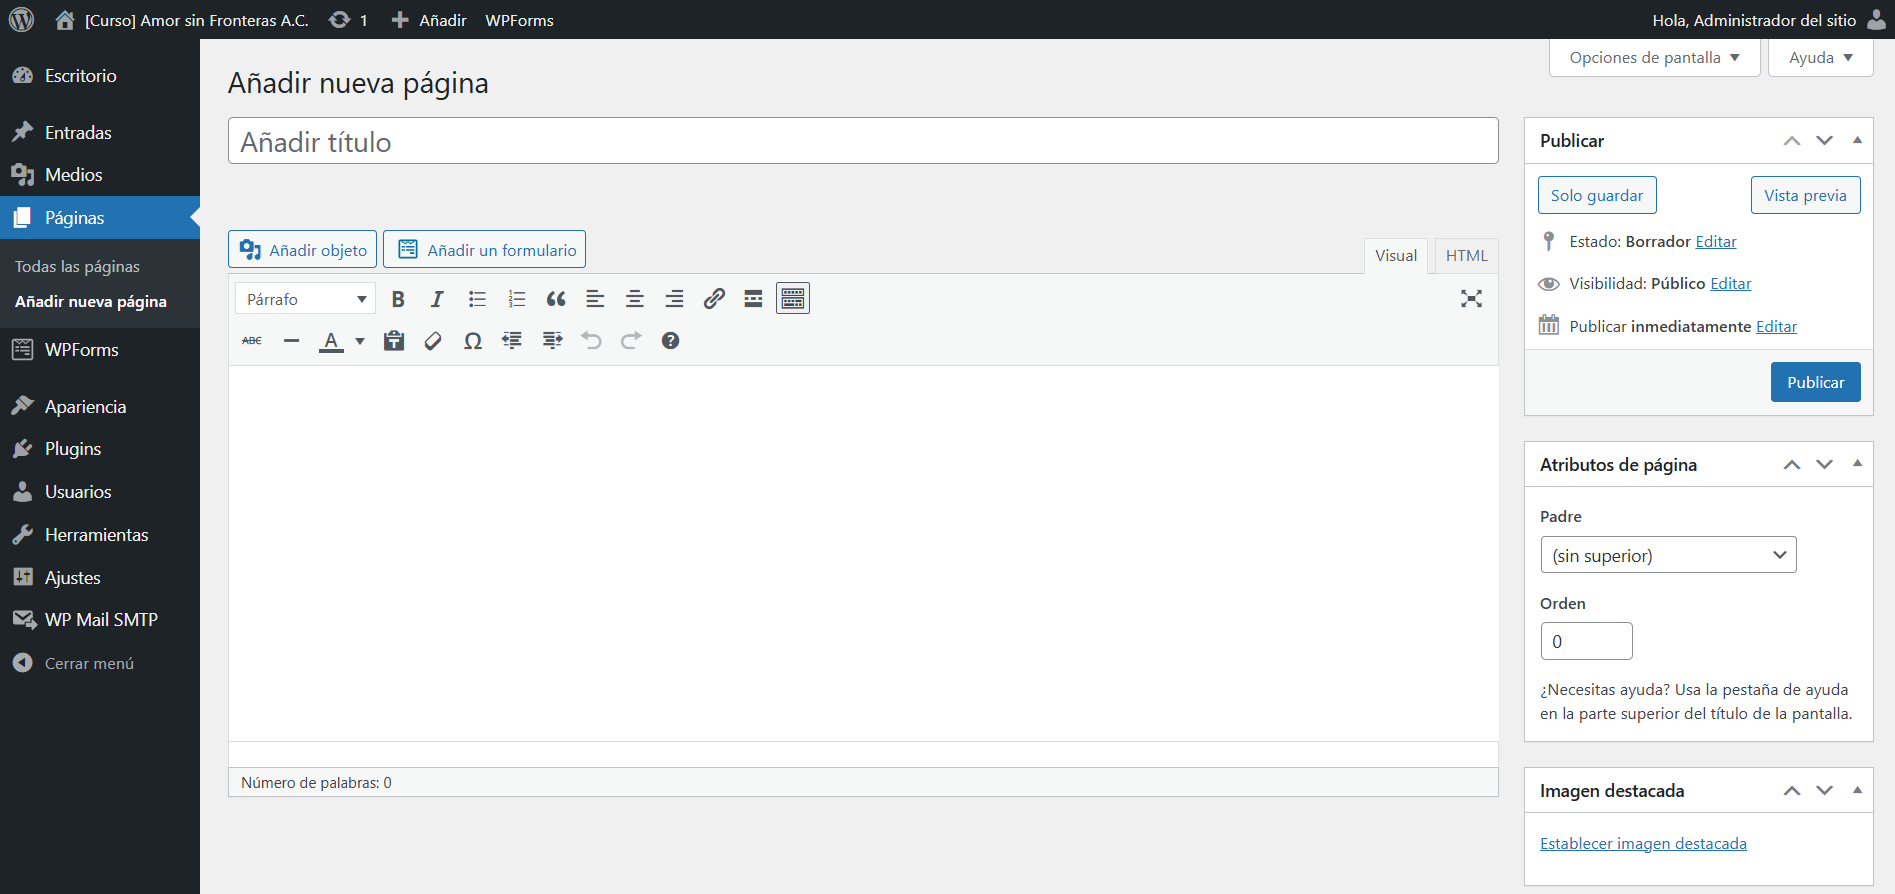 [Curso] Amor sin Fronteras A.C.
1
Añadir
WPForms
Hola, Administrador del sitio
Escritorio
Entradas
Medios
Páginas
Todas las páginas
Añadir nueva página
WPForms
Apariencia
Plugins
Usuarios
Herramientas
Ajustes
WP Mail SMTP
Cerrar menú
Opciones de pantalla
Ayuda
Añadir nueva página
Añadir título
Añadir objeto
Añadir un formulario
Visual
HTML
Párrafo
B
I
ABC
A
Ω
Número de palabras: 0
Publicar
Solo guardar
Vista previa
Estado: Borrador Editar
Visibilidad: Público Editar
Publicar inmediatamente Editar
Publicar
Atributos de página
Padre
(sin superior)
Orden
0
¿Necesitas ayuda? Usa la pestaña de ayuda
en la parte superior del título de la pantalla.
Imagen destacada
Establecer imagen destacada